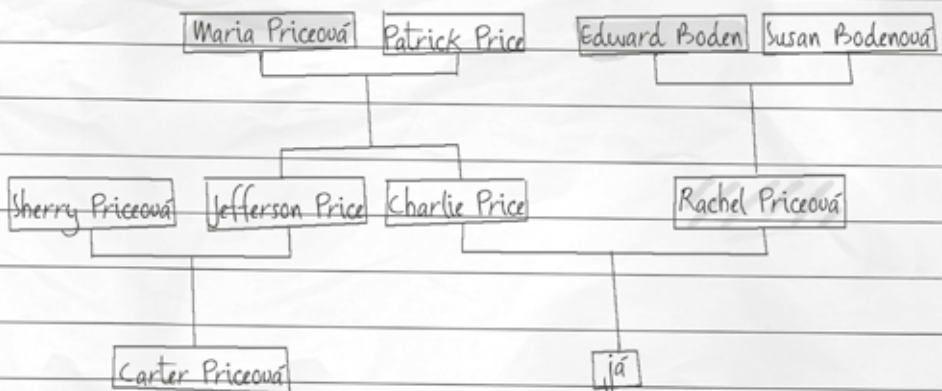 Maria Priceová Patrick Price Edward Boden Susan Bodenová
Sherry Priceová Jefferson Price Charlie Price Rachel Priceová
Carter Priceová já